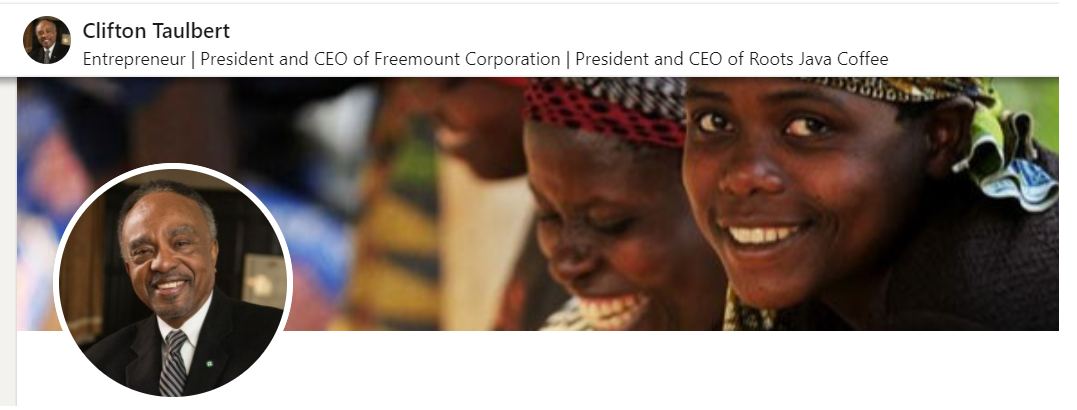 Clifton Taulbert
Entrepreneur | President and CEO of Freemount Corporation | President and CEO of Roots Java Coffee